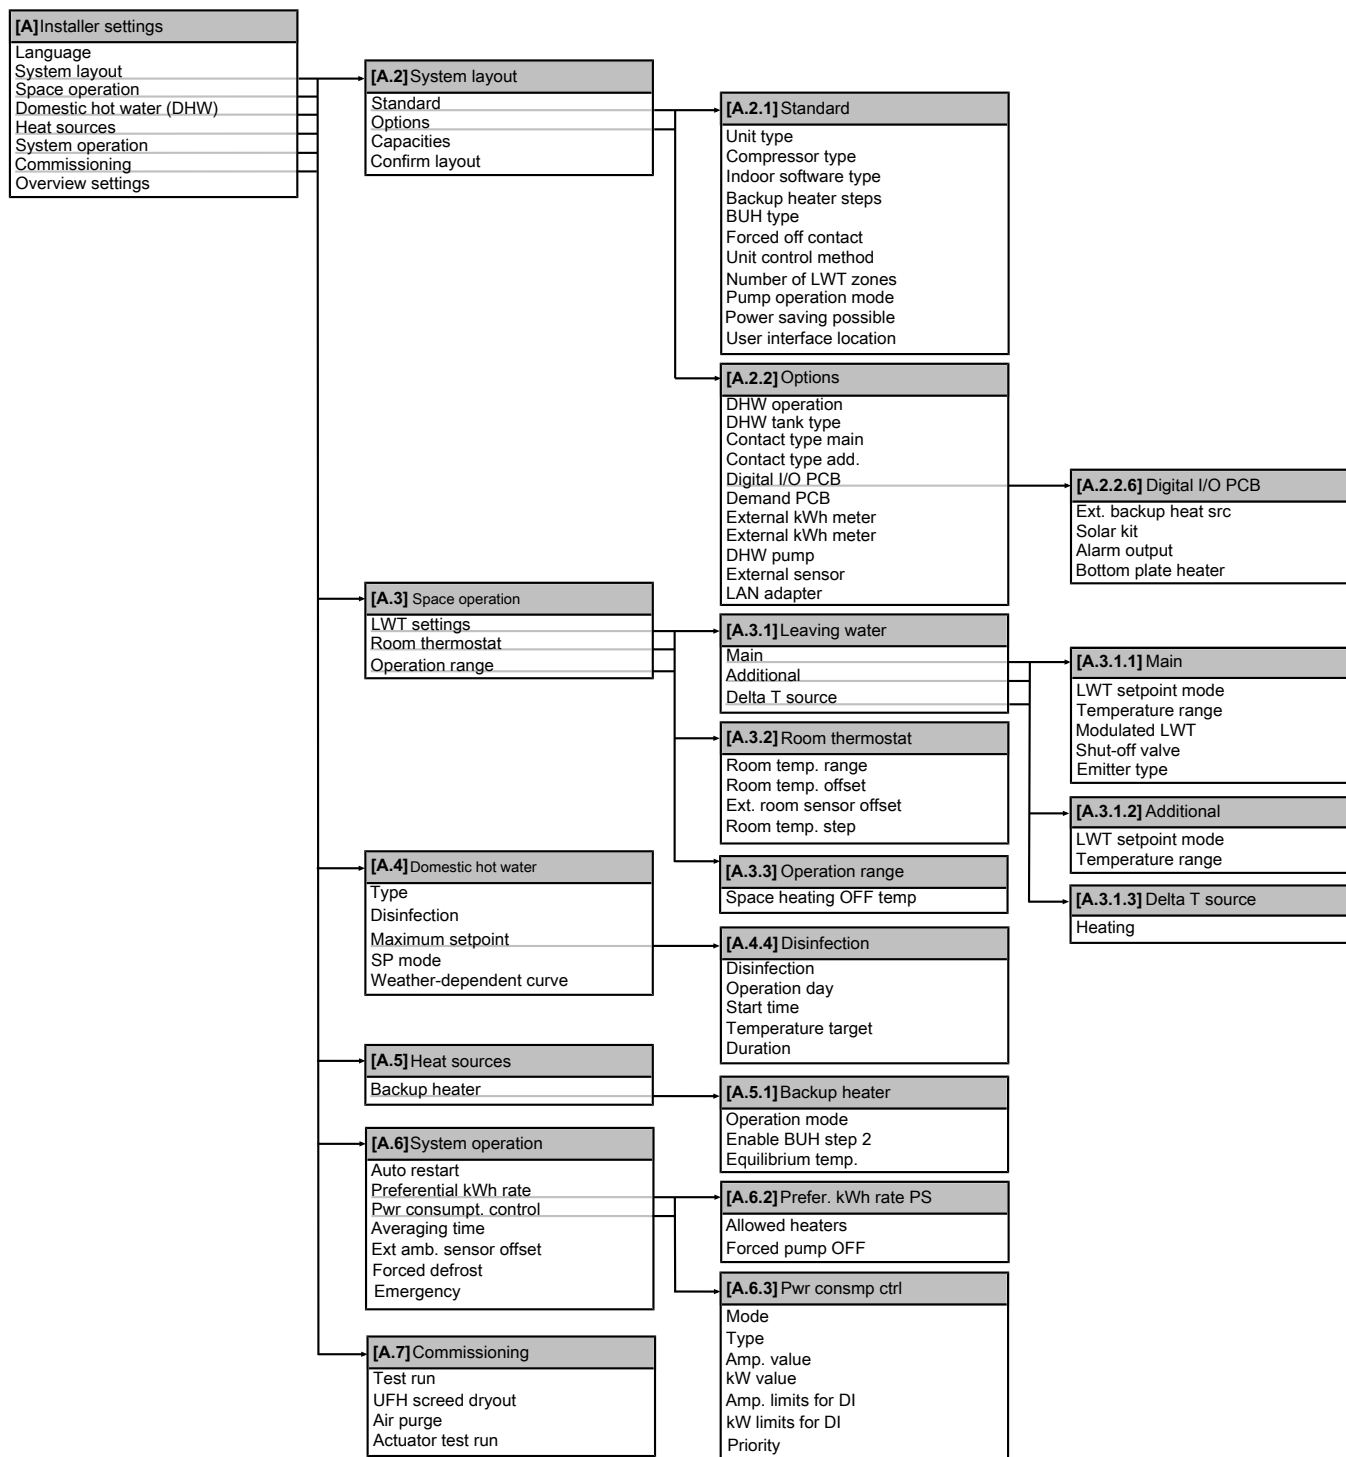 [A] Installer settings
Language
System layout
Space operation
Domestic hot water (DHW)
Heat sources
System operation
Commissioning
Overview settings
[A.2] System layout
Standard
Options
Capacities
Confirm layout
[A.2.1] Standard
Unit type
Compressor type
Indoor software type
Backup heater steps
BUH type
Forced off contact
Unit control method
Number of LWT zones
Pump operation mode
Power saving possible
User interface location
[A.2.2] Options
DHW operation
DHW tank type
Contact type main
Contact type add.
Digital I/O PCB
Demand PCB
External kWh meter
External kWh meter
DHW pump
External sensor
LAN adapter
[A.2.2.6] Digital I/O PCB
Ext. backup heat src
Solar kit
Alarm output
Bottom plate heater
[A.3] Space operation
LWT settings
Room thermostat
Operation range
[A.3.1] Leaving water
Main
Additional
Delta T source
[A.3.1.1] Main
LWT setpoint mode
Temperature range
Modulated LWT
Shut-off valve
Emitter type
[A.3.1.2] Additional
LWT setpoint mode
Temperature range
[A.3.1.3] Delta T source
Heating
[A.3.2] Room thermostat
Room temp. range
Room temp. offset
Ext. room sensor offset
Room temp. step
[A.3.3] Operation range
Space heating OFF temp
[A.4] Domestic hot water
Type
Disinfection
Maximum setpoint
SP mode
Weather-dependent curve
[A.4.4] Disinfection
Disinfection
Operation day
Start time
Temperature target
Duration
[A.5] Heat sources
Backup heater
[A.5.1] Backup heater
Operation mode
Enable BUH step 2
Equilibrium temp.
[A.6] System operation
Auto restart
Preferential kWh rate
Pwr consumpt. control
Averaging time
Ext amb. sensor offset
Forced defrost
Emergency
[A.6.2] Prefer. kWh rate PS
Allowed heaters
Forced pump OFF
[A.6.3] Pwr consmp ctrl
Mode
Type
Amp. value
kW value
Amp. limits for DI
kW limits for DI
Priority
[A.7] Commissioning
Test run
UFH screed dryout
Air purge
Actuator test run